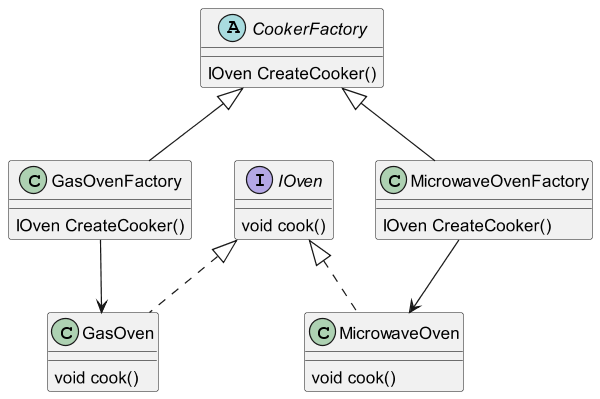 A CookerFactory
IOven CreateCooker()
C GasOvenFactory
IOven CreateCooker()
I IOven
void cook()
C MicrowaveOvenFactory
IOven CreateCooker()
C GasOven
void cook()
C MicrowaveOven
void cook()